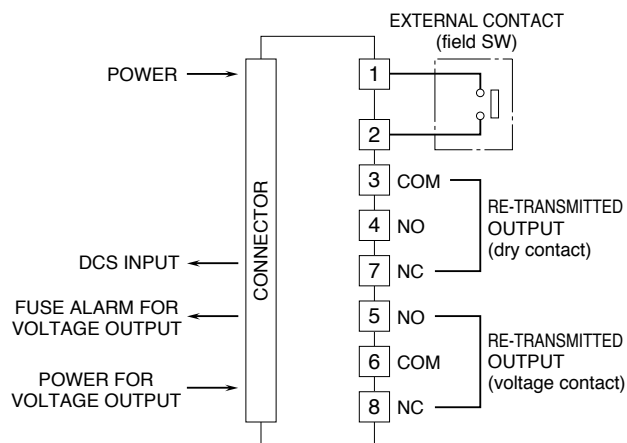 EXTERNAL CONTACT
(field SW)
POWER
1
2
3 COM
4 NO
7 NC
RE-TRANSMITTED
OUTPUT
(dry contact)
CONNECTOR
DCS INPUT
FUSE ALARM FOR
VOLTAGE OUTPUT
POWER FOR
VOLTAGE OUTPUT
5 NO
6 COM
8 NC
RE-TRANSMITTED
OUTPUT
(voltage contact)